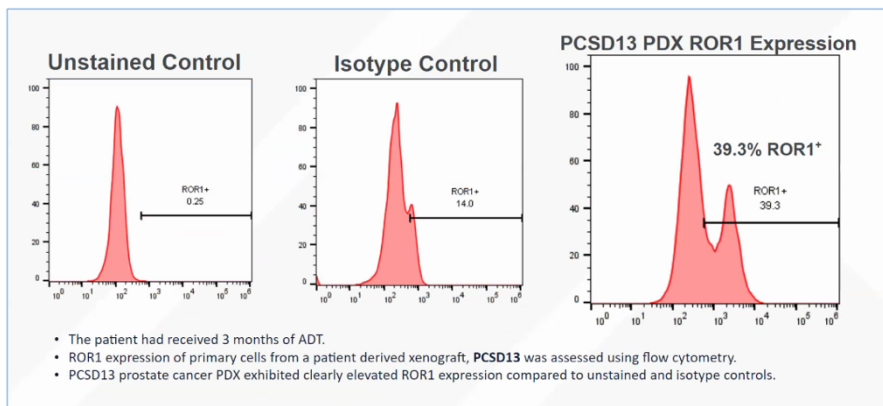 Unstained Control
100
80
60
40
20
0
ROR1+
0.25
10^0 10^1 10^2 10^3 10^4 10^5 10^6
Isotype Control
100
80
60
40
20
0
ROR1+
14.0
10^0 10^1 10^2 10^3 10^4 10^5 10^6
PCSD13 PDX ROR1 Expression
100
80
60
40
20
0
39.3% ROR1⁺
ROR1+
39.3
10^0 10^1 10^2 10^3 10^4 10^5 10^6
• The patient had received 3 months of ADT.
• ROR1 expression of primary cells from a patient derived xenograft, PCSD13 was assessed using flow cytometry.
• PCSD13 prostate cancer PDX exhibited clearly elevated ROR1 expression compared to unstained and isotype controls.